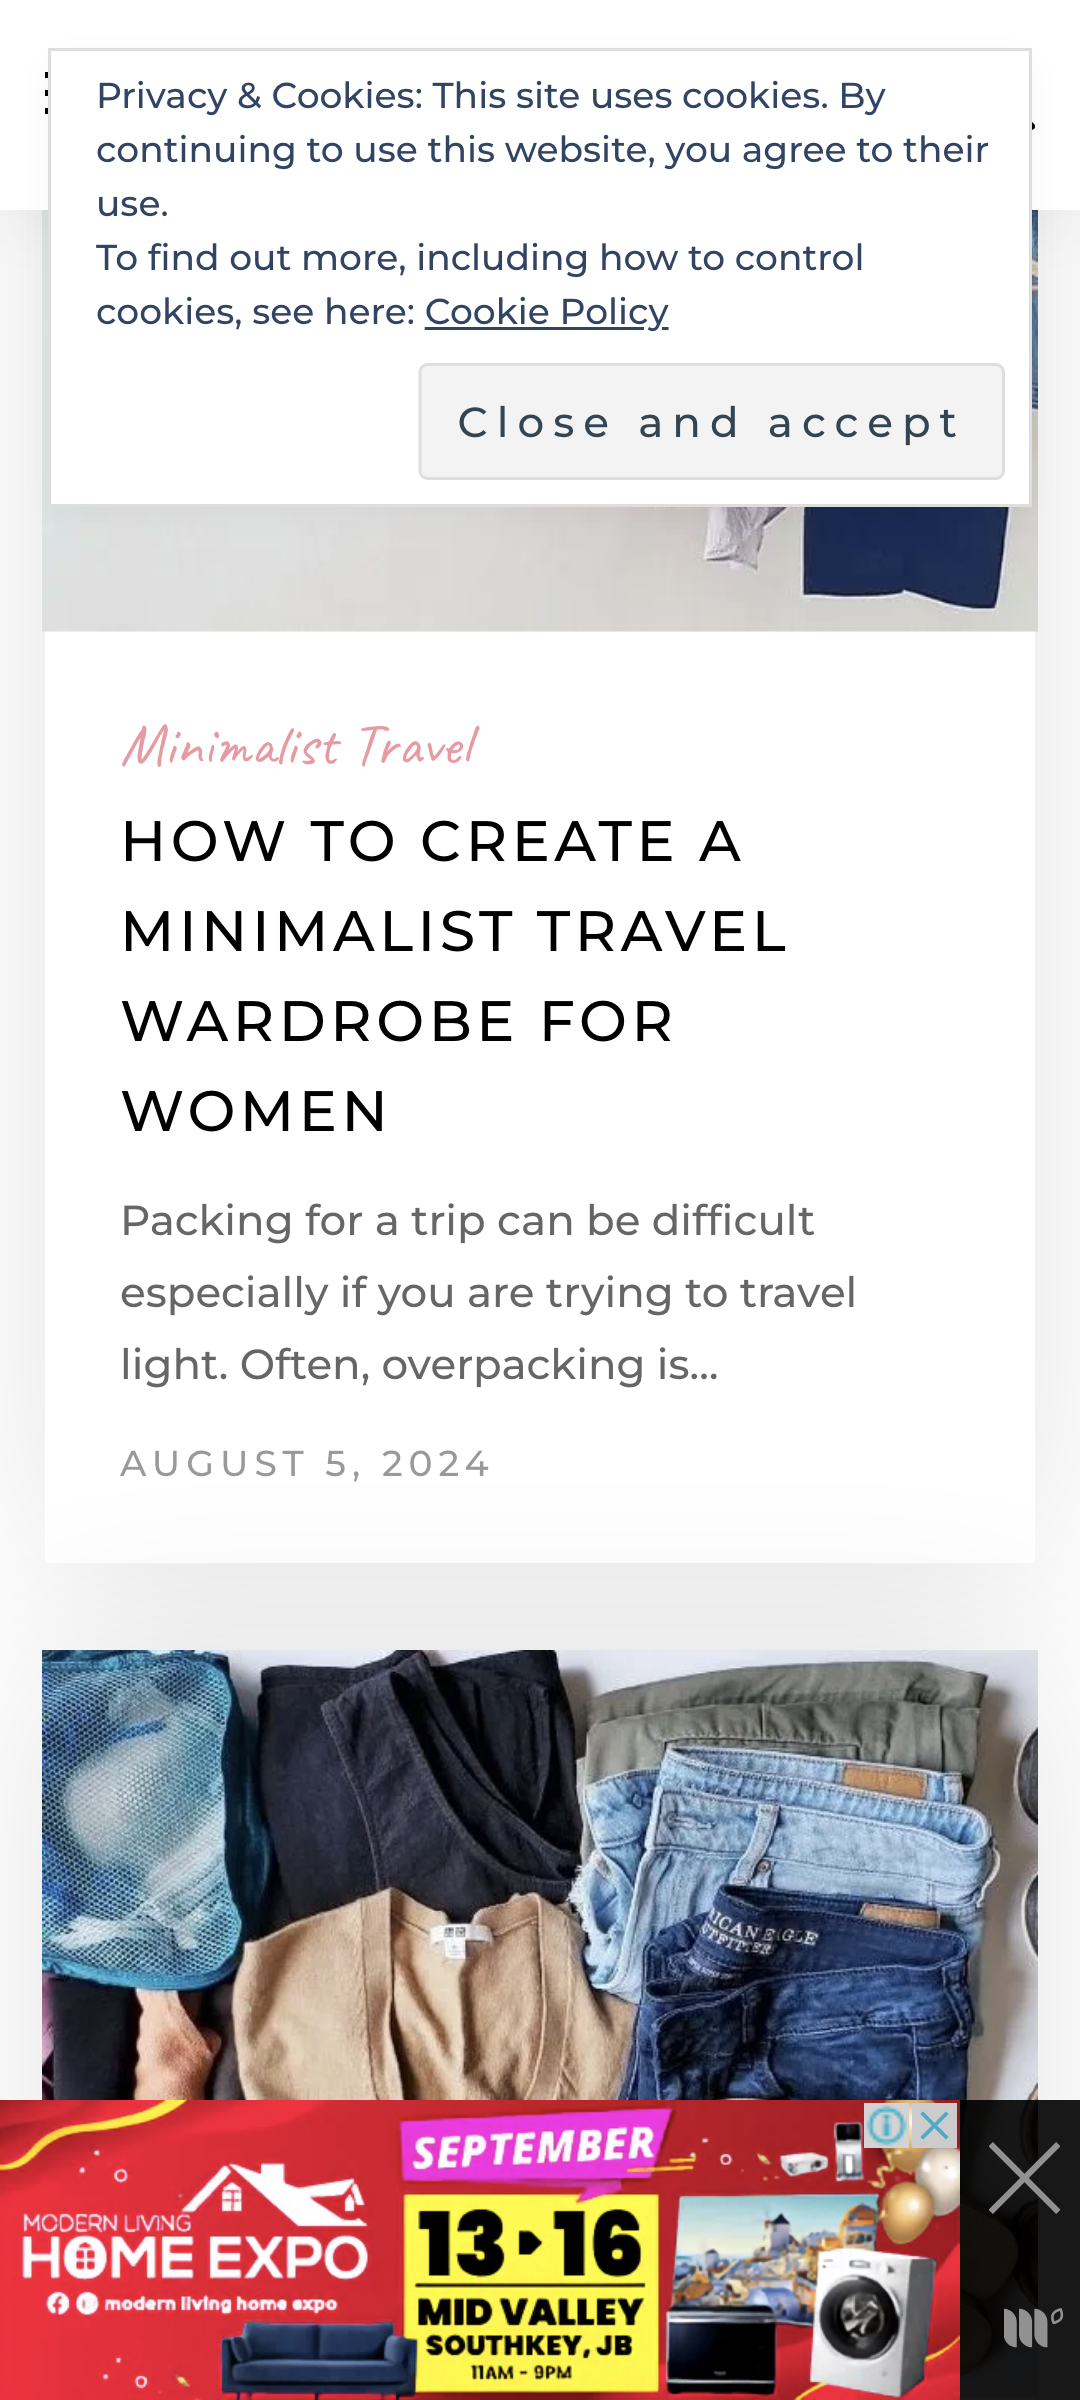 Privacy & Cookies: This site uses cookies. By
continuing to use this website, you agree to their
use.
To find out more, including how to control
cookies, see here: Cookie Policy
Close and accept
Minimalist Travel
HOW TO CREATE A
MINIMALIST TRAVEL
WARDROBE FOR
WOMEN
Packing for a trip can be difficult
especially if you are trying to travel
light. Often, overpacking is...
AUGUST 5, 2024
ICAN EAGLE
TFITTER
MODERN LIVING
HOME EXPO
modern living home expo
SEPTEMBER
13 ▸ 16
MID VALLEY
SOUTHKEY, JB
11AM - 9PM